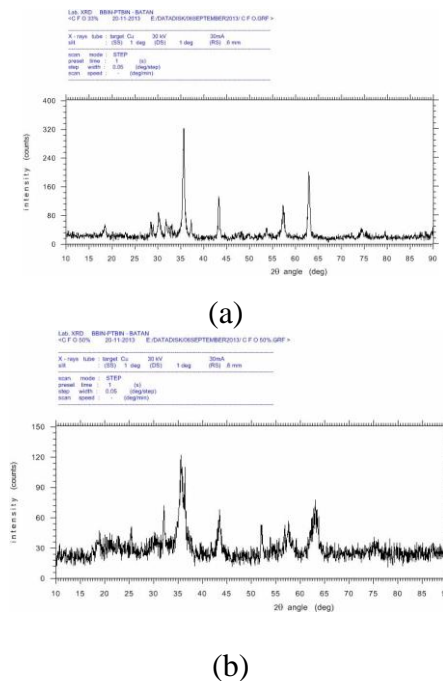 Lab. XRD BBIN-PTBIN - BATAN
<C F O 33% 20-11-2013 E:/DATADISK/06SEPTEMBER2013/ C F O.GRF >
X - rays tube : target Cu 30 kV 30mA
slit : (SS) 1 deg (DS) 1 deg (RS) .6 mm
scan mode : STEP
preset time : 1 (s)
step width : 0.05 (deg/step)
scan speed : - (deg/min)
400
320
240
160
80
0
intensity (counts)
10 15 20 25 30 35 40 45 50 55 60 65 70 75 80 85 90
2θ angle (deg)
(a)
Lab. XRD BBIN-PTBIN - BATAN
<C F O 50% 20-11-2013 E:/DATADISK/06SEPTEMBER2013/ C F O 50%.GRF >
X - rays tube : target Cu 30 kV 30mA
slit : (SS) 1 deg (DS) 1 deg (RS) .6 mm
scan mode : STEP
preset time : 1 (s)
step width : 0.05 (deg/step)
scan speed : - (deg/min)
150
120
90
60
30
0
intensity (counts)
10 15 20 25 30 35 40 45 50 55 60 65 70 75 80 85
2θ angle (deg)
(b)